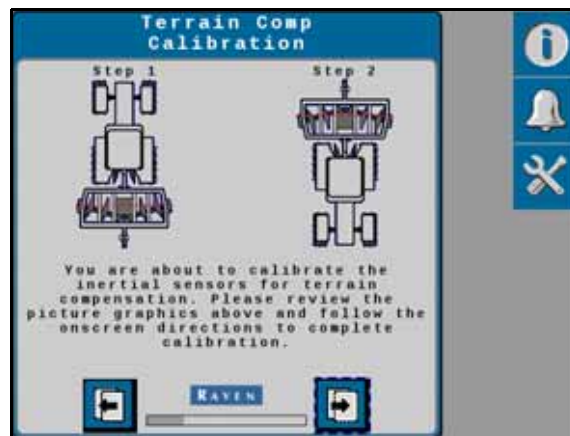 Terrain Comp
Calibration
Step 1 Step 2
You are about to calibrate the
inertial sensors for terrain
compensation. Please review the
picture graphics above and follow the
onscreen directions to complete
calibration.
RAVEN